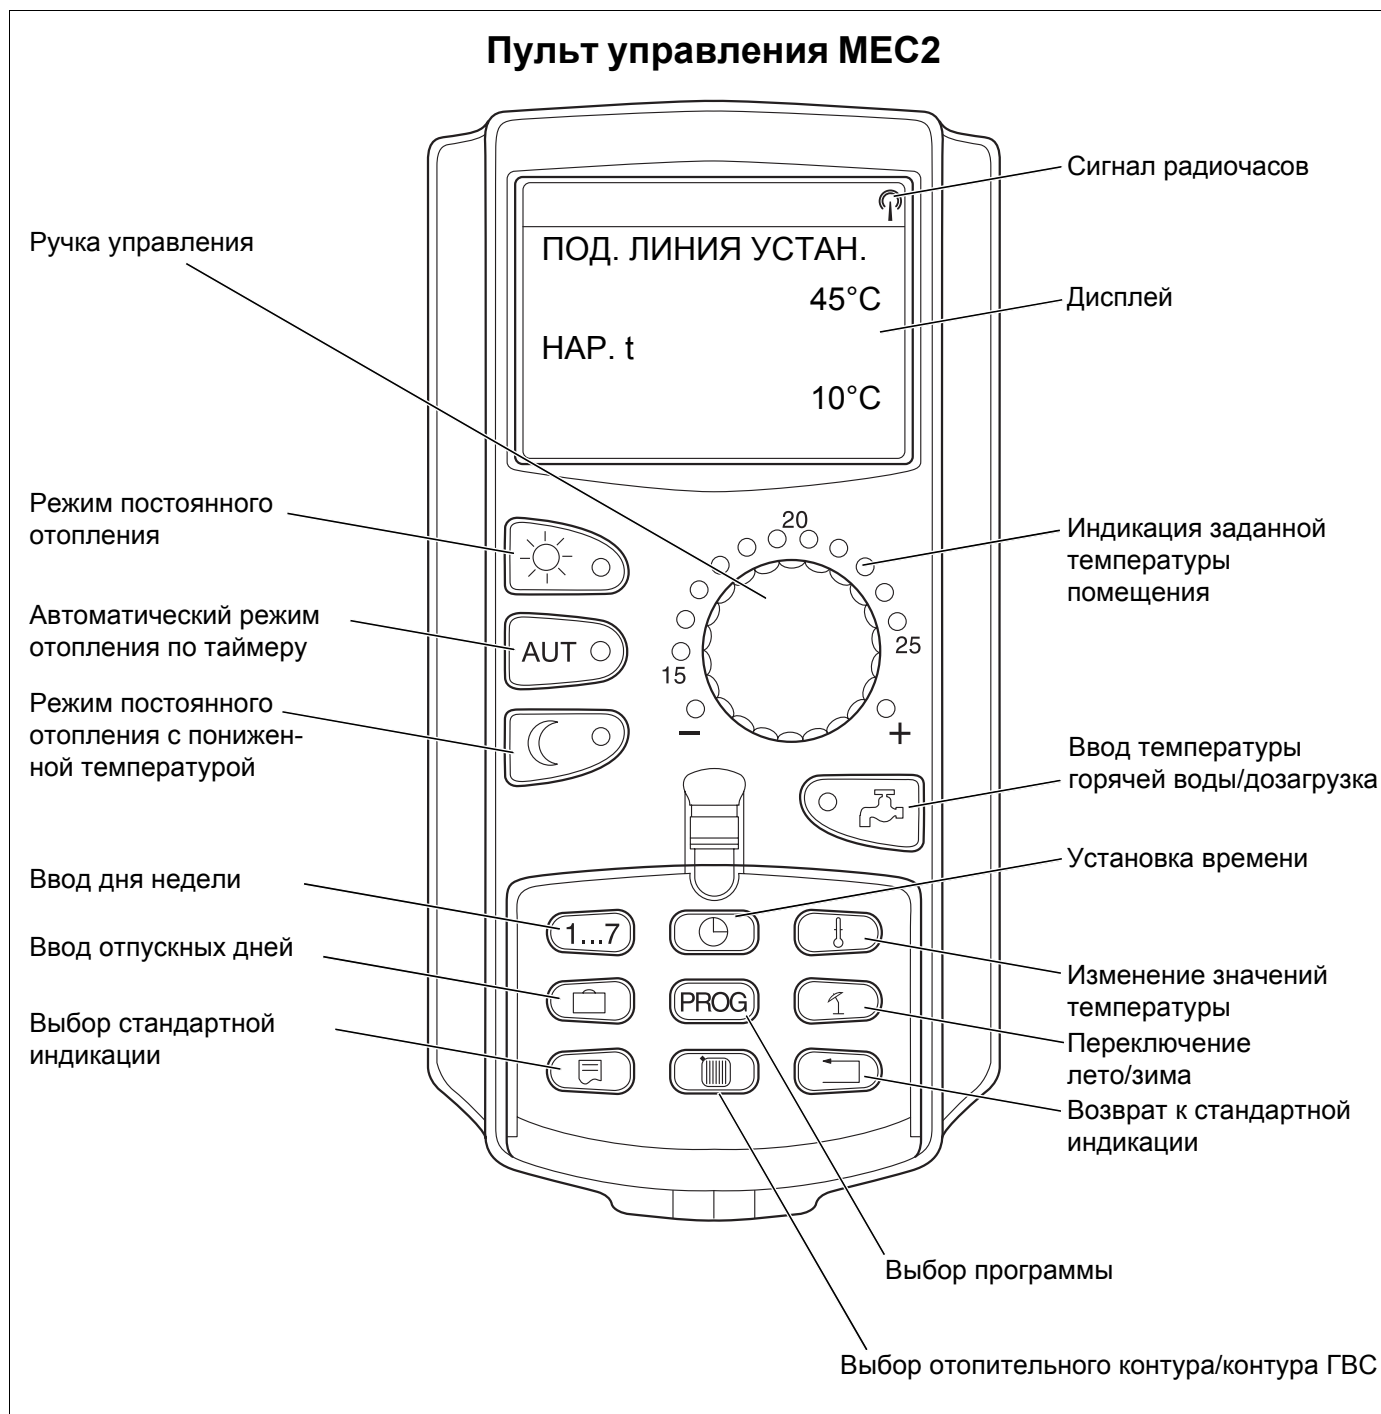 Пульт управления MEC2
Сигнал радиочасов
Ручка управления
ПОД. ЛИНИЯ УСТАН.
45°C
Дисплей
НАР. t
10°C
Режим постоянного
отопления
20
Индикация заданной
температуры
помещения
Автоматический режим
отопления по таймеру
AUT
25
15
Режим постоянного
отопления с понижен-
ной температурой
–
+
Ввод температуры
горячей воды/дозагрузка
Установка времени
Ввод дня недели
1...7
Ввод отпускных дней
Изменение значений
температуры
PROG
Выбор стандартной
индикации
Переключение
лето/зима
Возврат к стандартной
индикации
Выбор программы
Выбор отопительного контура/контура ГВС